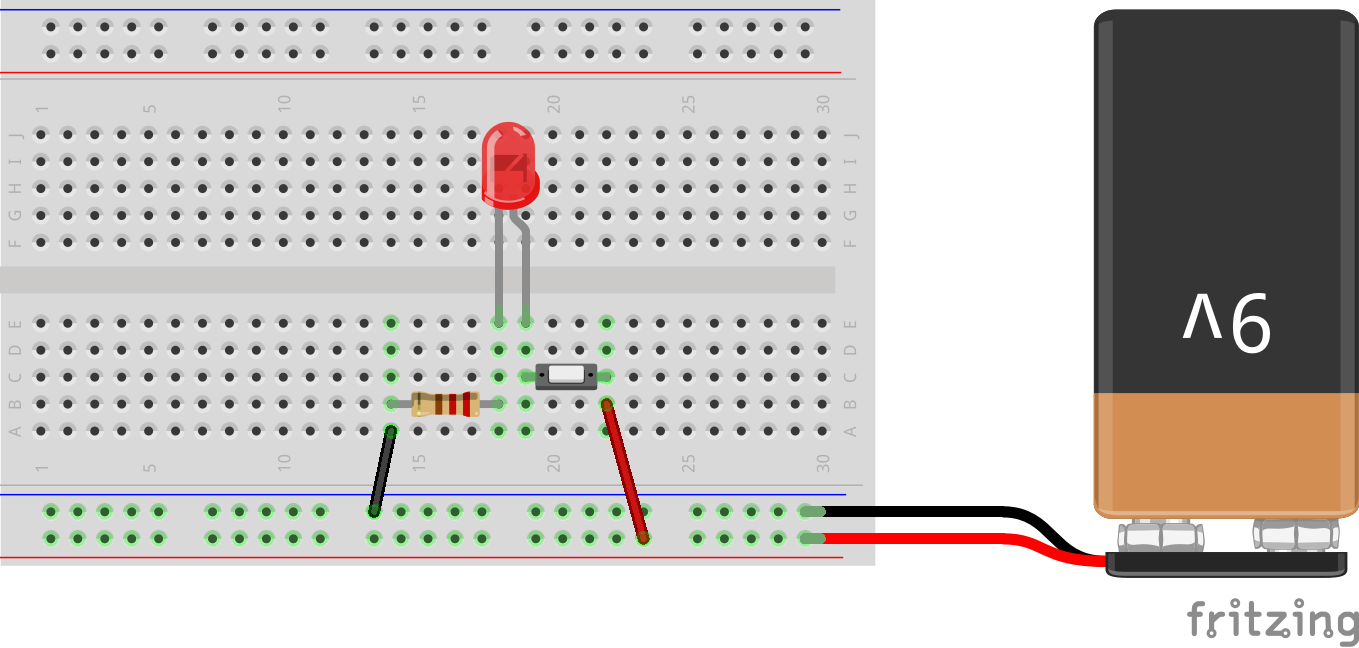 1 5 10 15 20 25 30
J J
I I
H H
G G
F F
E E
D D
C C
B B
A A
1 5 10 15 20 25 30
9V
fritzing